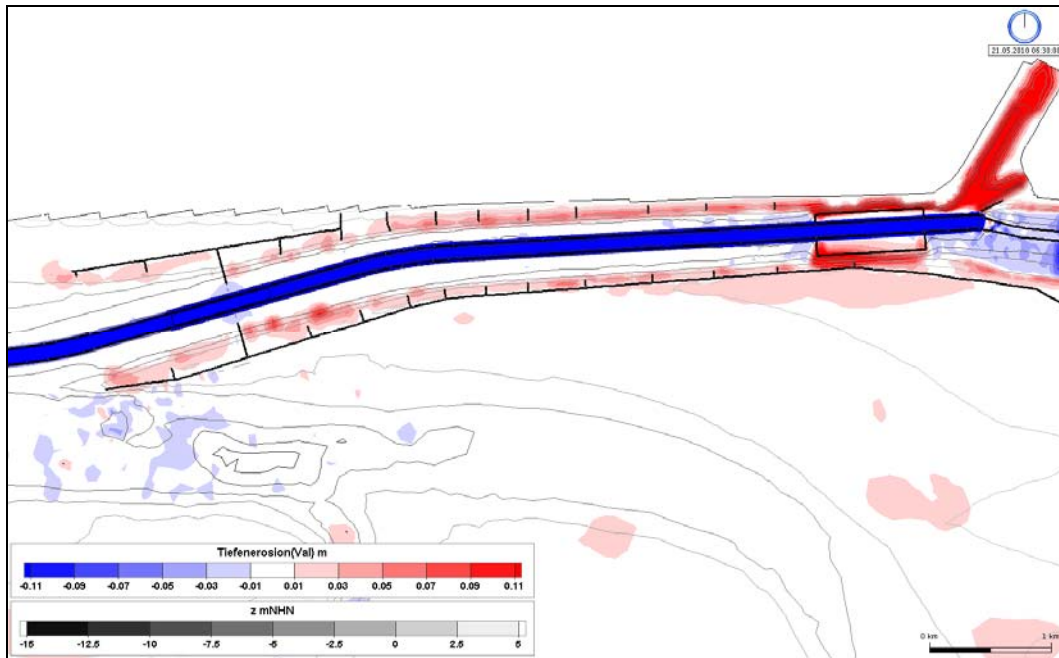 21.05.2010 06:30:00
Tiefenerosion(Val) m
-0.11 -0.09 -0.07 -0.05 -0.03 -0.01 0.01 0.03 0.05 0.07 0.09 0.11
z mNHN
-15 -12.5 -10 -7.5 -5 -2.5 0 2.5 5
0 km 1 km